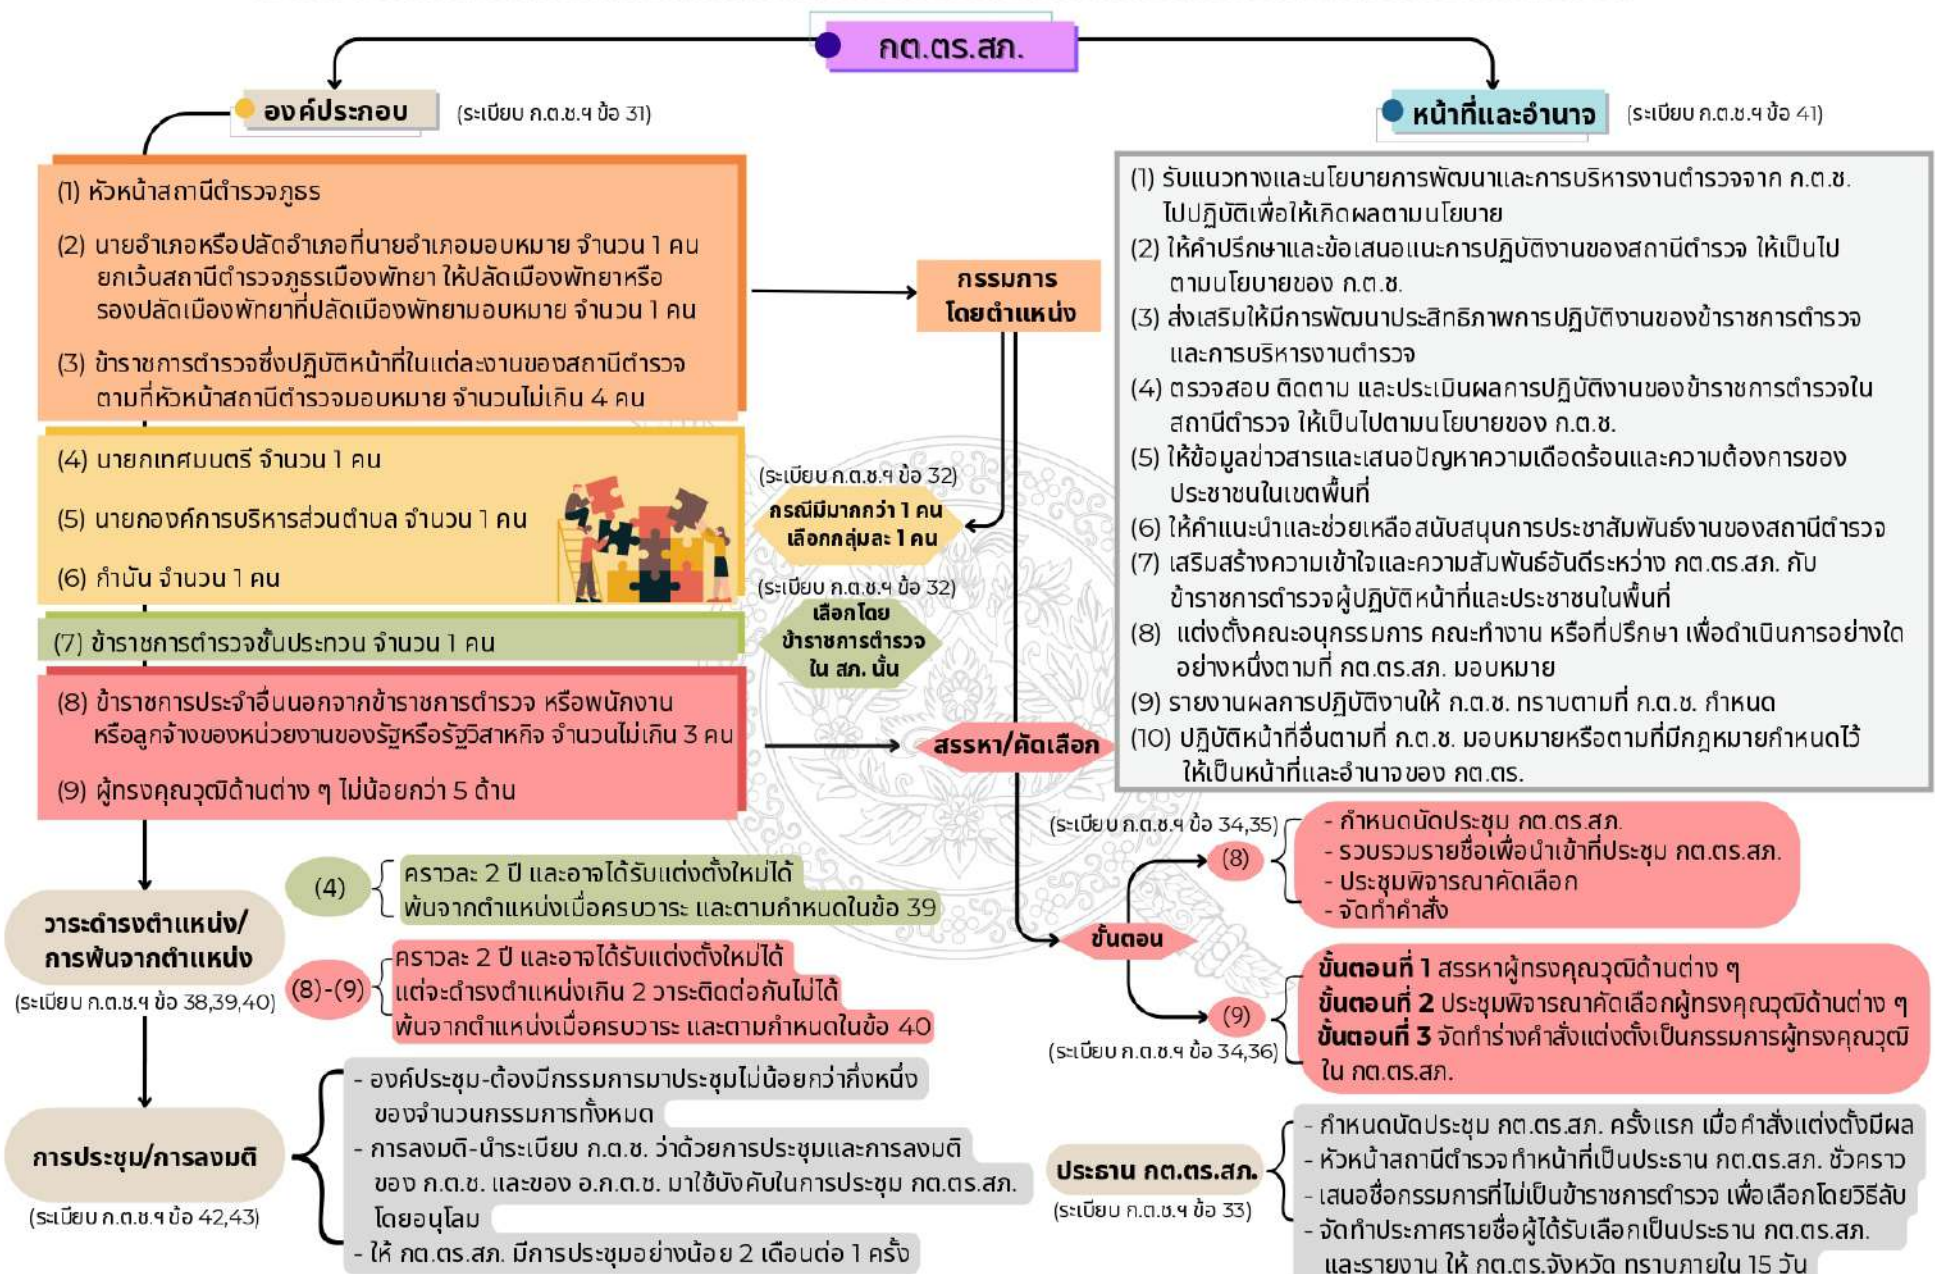 กต.ตร.สภ.
องค์ประกอบ
(ระเบียบ ก.ต.ช.ฯ ข้อ 31)
(1) หัวหน้าสถานีตำรวจภูธร
(2) นายอำเภอหรือปลัดอำเภอที่นายอำเภอมอบหมาย จำนวน 1 คน
ยกเว้นสถานีตำรวจภูธรเมืองพัทยา ให้ปลัดเมืองพัทยาหรือ
รองปลัดเมืองพัทยาที่ปลัดเมืองพัทยามอบหมาย จำนวน 1 คน
(3) ข้าราชการตำรวจซึ่งปฏิบัติหน้าที่ในแต่ละงานของสถานีตำรวจ
ตามที่หัวหน้าสถานีตำรวจมอบหมาย จำนวนไม่เกิน 4 คน
กรรมการ
โดยตำแหน่ง
(4) นายกเทศมนตรี จำนวน 1 คน
(5) นายกองค์การบริหารส่วนตำบล จำนวน 1 คน
(6) กำนัน จำนวน 1 คน
(ระเบียบ ก.ต.ช.ฯ ข้อ 32)
กรณีมีมากกว่า 1 คน
เลือกกลุ่มละ 1 คน
(7) ข้าราชการตำรวจชั้นประทวน จำนวน 1 คน
(ระเบียบ ก.ต.ช.ฯ ข้อ 32)
เลือกโดย
ข้าราชการตำรวจ
ใน สภ. นั้น
(8) ข้าราชการประจำอื่นนอกจากข้าราชการตำรวจ หรือพนักงาน
หรือลูกจ้างของหน่วยงานของรัฐหรือรัฐวิสาหกิจ จำนวนไม่เกิน 3 คน
(9) ผู้ทรงคุณวุฒิด้านต่าง ๆ ไม่น้อยกว่า 5 ด้าน
สรรหา/คัดเลือก
หน้าที่และอำนาจ
(ระเบียบ ก.ต.ช.ฯ ข้อ 41)
(1) รับแนวทางและนโยบายการพัฒนาและการบริหารงานตำรวจจาก ก.ต.ช.
ไปปฏิบัติเพื่อให้เกิดผลตามนโยบาย
(2) ให้คำปรึกษาและข้อเสนอแนะการปฏิบัติงานของสถานีตำรวจ ให้เป็นไป
ตามนโยบายของ ก.ต.ช.
(3) ส่งเสริมให้มีการพัฒนาประสิทธิภาพการปฏิบัติงานของข้าราชการตำรวจ
และการบริหารงานตำรวจ
(4) ตรวจสอบ ติดตาม และประเมินผลการปฏิบัติงานของข้าราชการตำรวจใน
สถานีตำรวจ ให้เป็นไปตามนโยบายของ ก.ต.ช.
(5) ให้ข้อมูลข่าวสารและเสนอปัญหาความเดือดร้อนและความต้องการของ
ประชาชนในเขตพื้นที่
(6) ให้คำแนะนำและช่วยเหลือสนับสนุนการประชาสัมพันธ์งานของสถานีตำรวจ
(7) เสริมสร้างความเข้าใจและความสัมพันธ์อันดีระหว่าง กต.ตร.สภ. กับ
ข้าราชการตำรวจผู้ปฏิบัติหน้าที่และประชาชนในพื้นที่
(8) แต่งตั้งคณะอนุกรรมการ คณะทำงาน หรือที่ปรึกษา เพื่อดำเนินการอย่างใด
อย่างหนึ่งตามที่ กต.ตร.สภ. มอบหมาย
(9) รายงานผลการปฏิบัติงานให้ ก.ต.ช. ทราบตามที่ ก.ต.ช. กำหนด
(10) ปฏิบัติหน้าที่อื่นตามที่ ก.ต.ช. มอบหมายหรือตามที่มีกฎหมายกำหนดไว้
ให้เป็นหน้าที่และอำนาจของ กต.ตร.
วาระดำรงตำแหน่ง/
การพ้นจากตำแหน่ง
(ระเบียบ ก.ต.ช.ฯ ข้อ 38,39,40)
(4)
คราวละ 2 ปี และอาจได้รับแต่งตั้งใหม่ได้
พ้นจากตำแหน่งเมื่อครบวาระ และตามกำหนดในข้อ 39
(8)-(9)
คราวละ 2 ปี และอาจได้รับแต่งตั้งใหม่ได้
แต่จะดำรงตำแหน่งเกิน 2 วาระติดต่อกันไม่ได้
พ้นจากตำแหน่งเมื่อครบวาระ และตามกำหนดในข้อ 40
ขั้นตอน
(ระเบียบ ก.ต.ช.ฯ ข้อ 34,35)
(8)
- กำหนดนัดประชุม กต.ตร.สภ.
- รวบรวมรายชื่อเพื่อนำเข้าที่ประชุม กต.ตร.สภ.
- ประชุมพิจารณาคัดเลือก
- จัดทำคำสั่ง
(9)
(ระเบียบ ก.ต.ช.ฯ ข้อ 34,36)
ขั้นตอนที่ 1 สรรหาผู้ทรงคุณวุฒิด้านต่าง ๆ
ขั้นตอนที่ 2 ประชุมพิจารณาคัดเลือกผู้ทรงคุณวุฒิด้านต่าง ๆ
ขั้นตอนที่ 3 จัดทำร่างคำสั่งแต่งตั้งเป็นกรรมการผู้ทรงคุณวุฒิ
ใน กต.ตร.สภ.
การประชุม/การลงมติ
(ระเบียบ ก.ต.ช.ฯ ข้อ 42,43)
- องค์ประชุม-ต้องมีกรรมการมาประชุมไม่น้อยกว่ากึ่งหนึ่ง
ของจำนวนกรรมการทั้งหมด
- การลงมติ-นำระเบียบ ก.ต.ช. ว่าด้วยการประชุมและการลงมติ
ของ ก.ต.ช. และของ อ.ก.ต.ช. มาใช้บังคับในการประชุม กต.ตร.สภ.
โดยอนุโลม
- ให้ กต.ตร.สภ. มีการประชุมอย่างน้อย 2 เดือนต่อ 1 ครั้ง
ประธาน กต.ตร.สภ.
(ระเบียบ ก.ต.ช.ฯ ข้อ 33)
- กำหนดนัดประชุม กต.ตร.สภ. ครั้งแรก เมื่อคำสั่งแต่งตั้งมีผล
- หัวหน้าสถานีตำรวจทำหน้าที่เป็นประธาน กต.ตร.สภ. ชั่วคราว
- เสนอชื่อกรรมการที่ไม่เป็นข้าราชการตำรวจ เพื่อเลือกโดยวิธีลับ
- จัดทำประกาศรายชื่อผู้ได้รับเลือกเป็นประธาน กต.ตร.สภ.
และรายงาน ให้ กต.ตร.จังหวัด ทราบภายใน 15 วัน